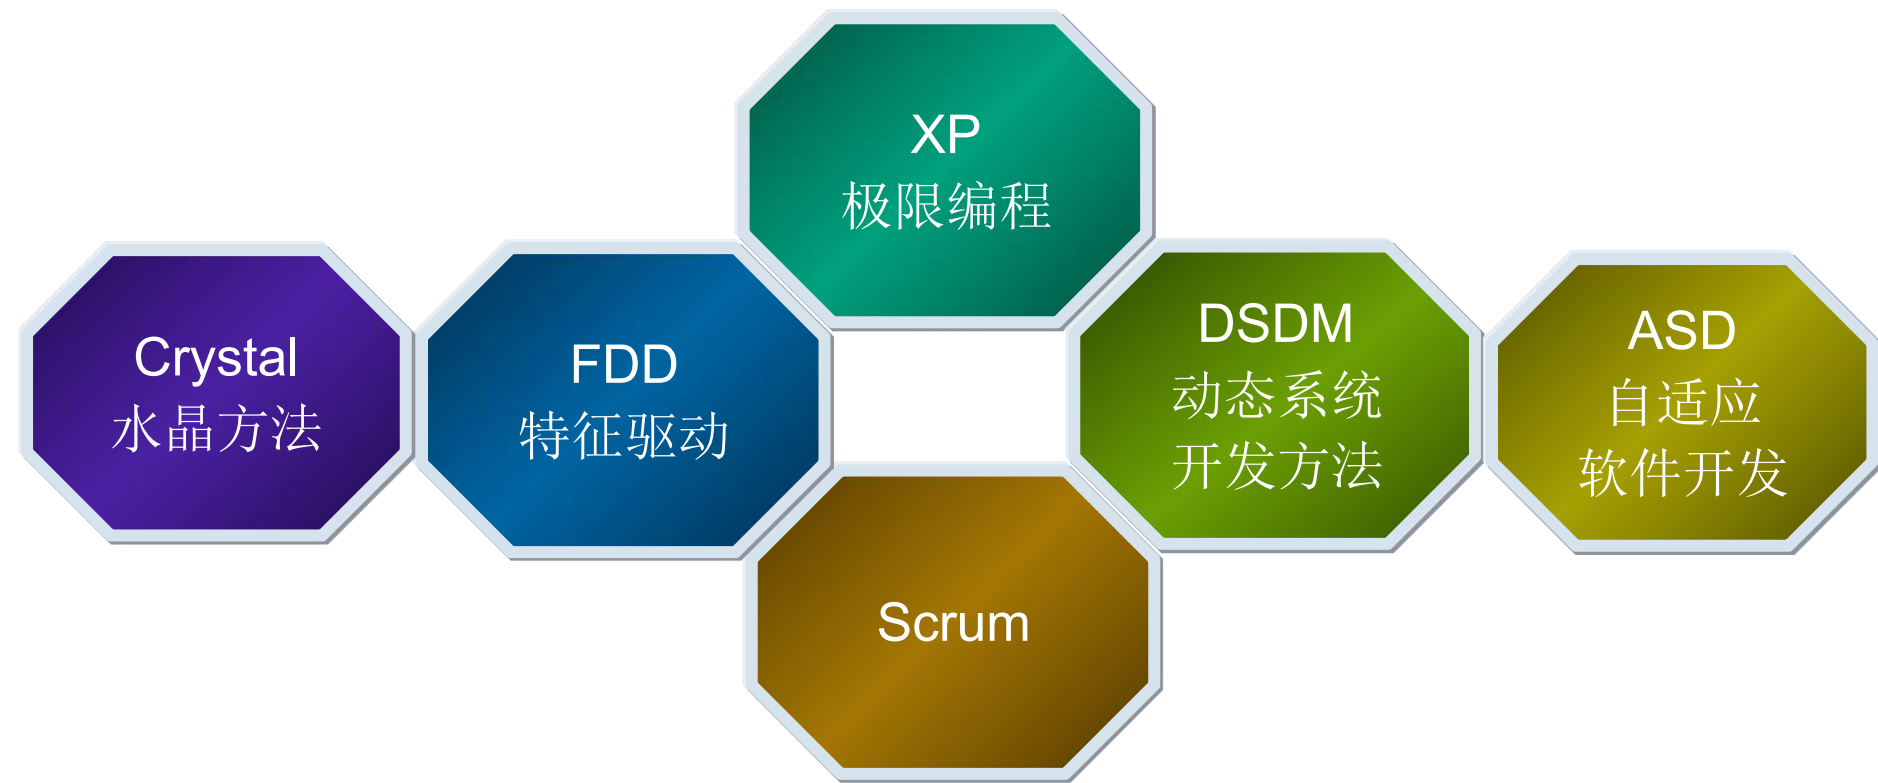 XP
极限编程
Crystal
水晶方法
FDD
特征驱动
DSDM
动态系统
开发方法
ASD
自适应
软件开发
Scrum